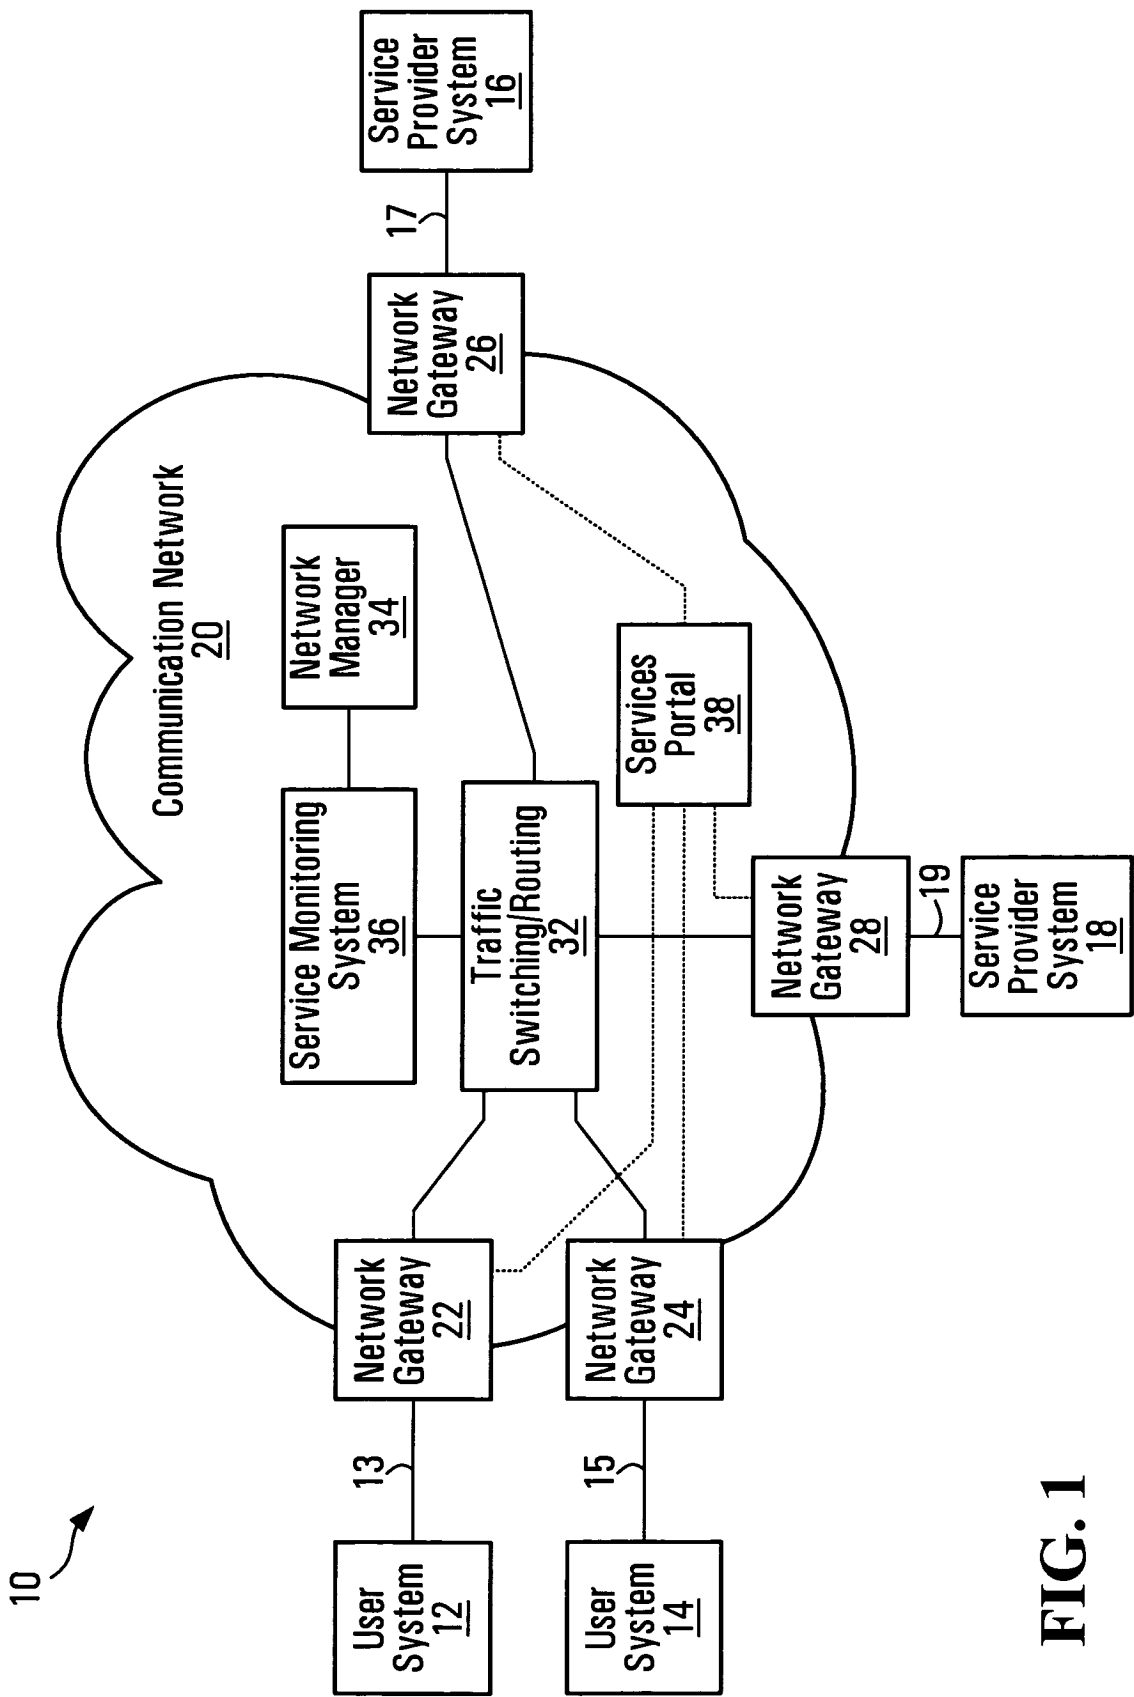 10
Communication Network
20
User
System
12
13
Network
Gateway
22
User
System
14
15
Network
Gateway
24
Service Monitoring
System
36
Network
Manager
34
Traffic
Switching/Routing
32
Services
Portal
38
Network
Gateway
26
17
Service
Provider
System
16
Network
Gateway
28
19
Service
Provider
System
18
FIG. 1